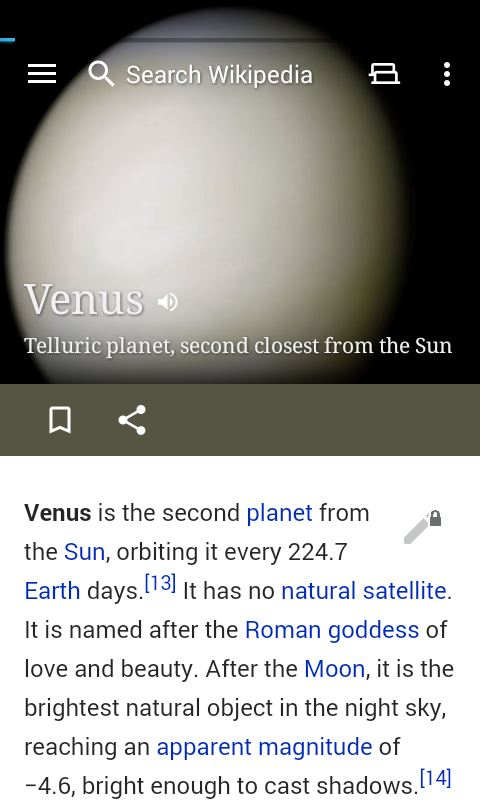 Search Wikipedia
Venus
Telluric planet, second closest from the Sun
Venus is the second planet from
the Sun, orbiting it every 224.7
Earth days.[13] It has no natural satellite.
It is named after the Roman goddess of
love and beauty. After the Moon, it is the
brightest natural object in the night sky,
reaching an apparent magnitude of
−4.6, bright enough to cast shadows.[14]